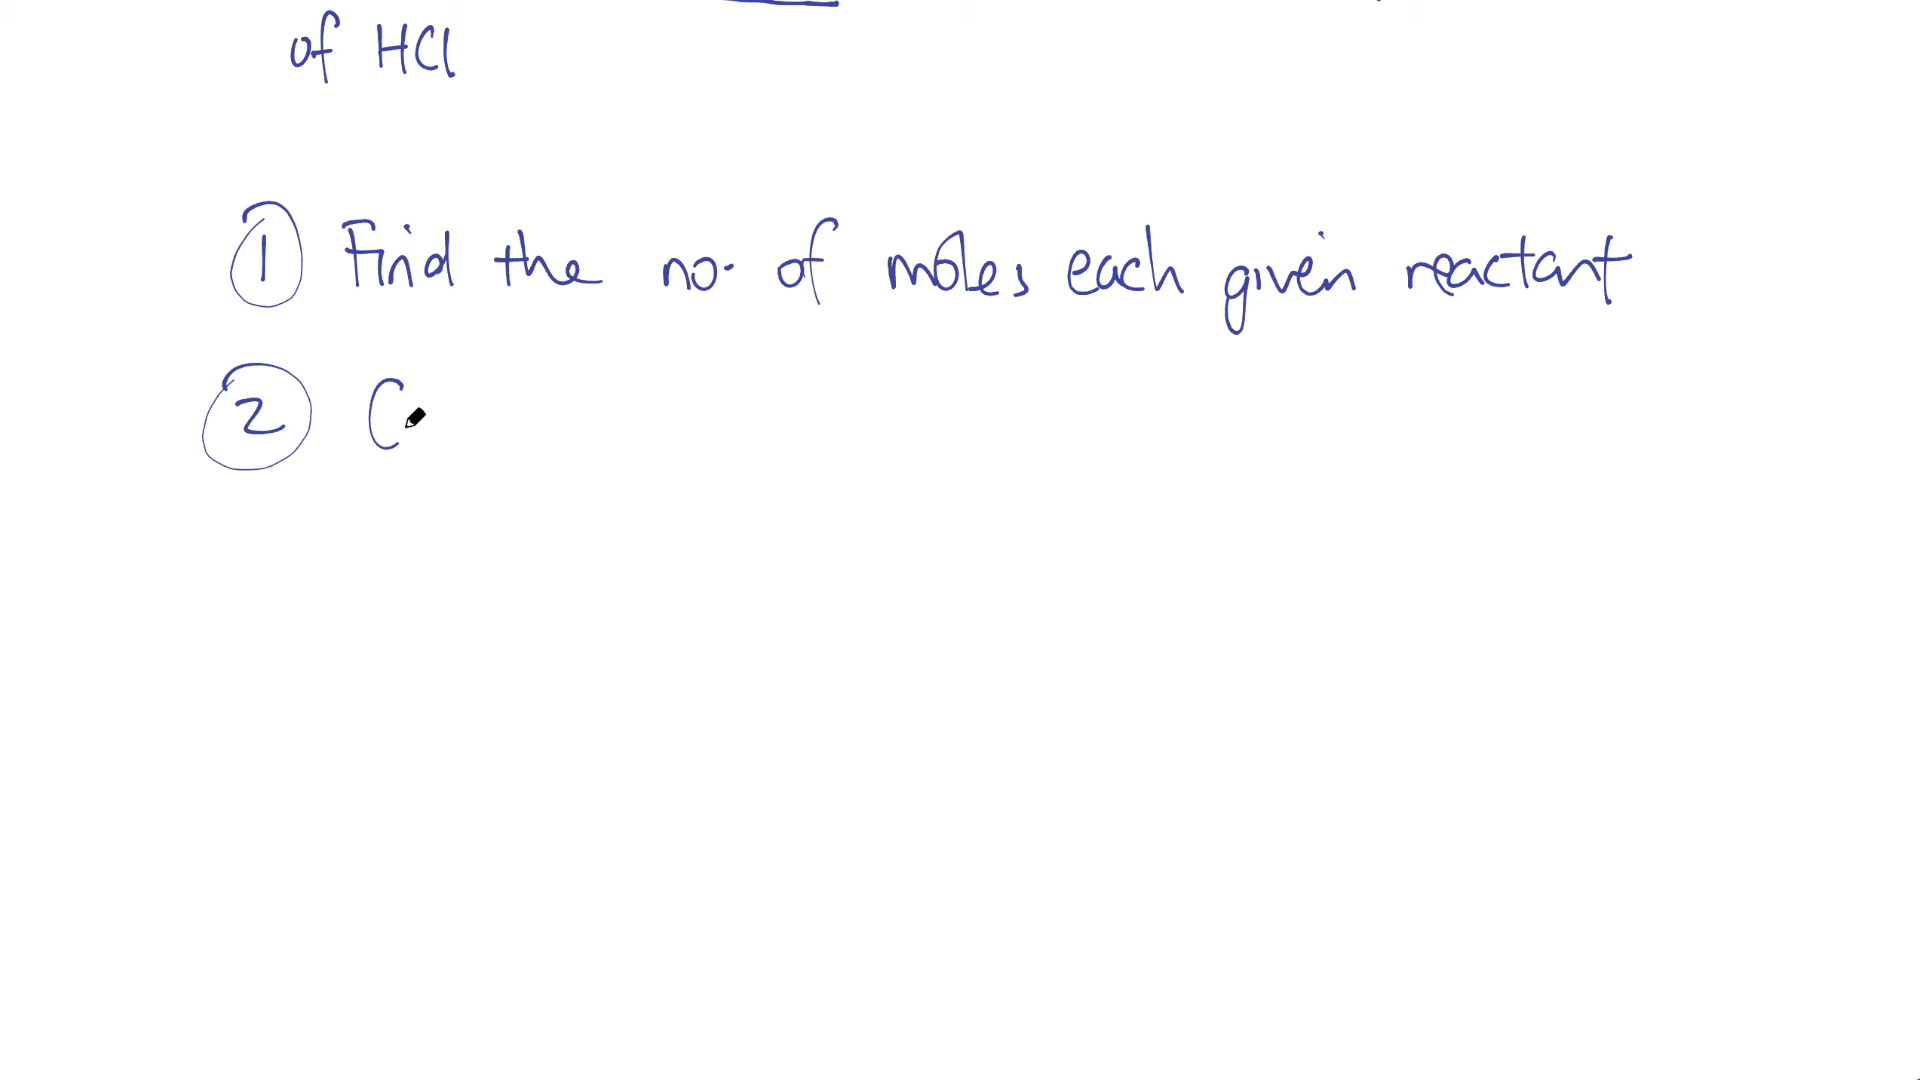 of HCl
① Find the no. of moles each given reactant
② C